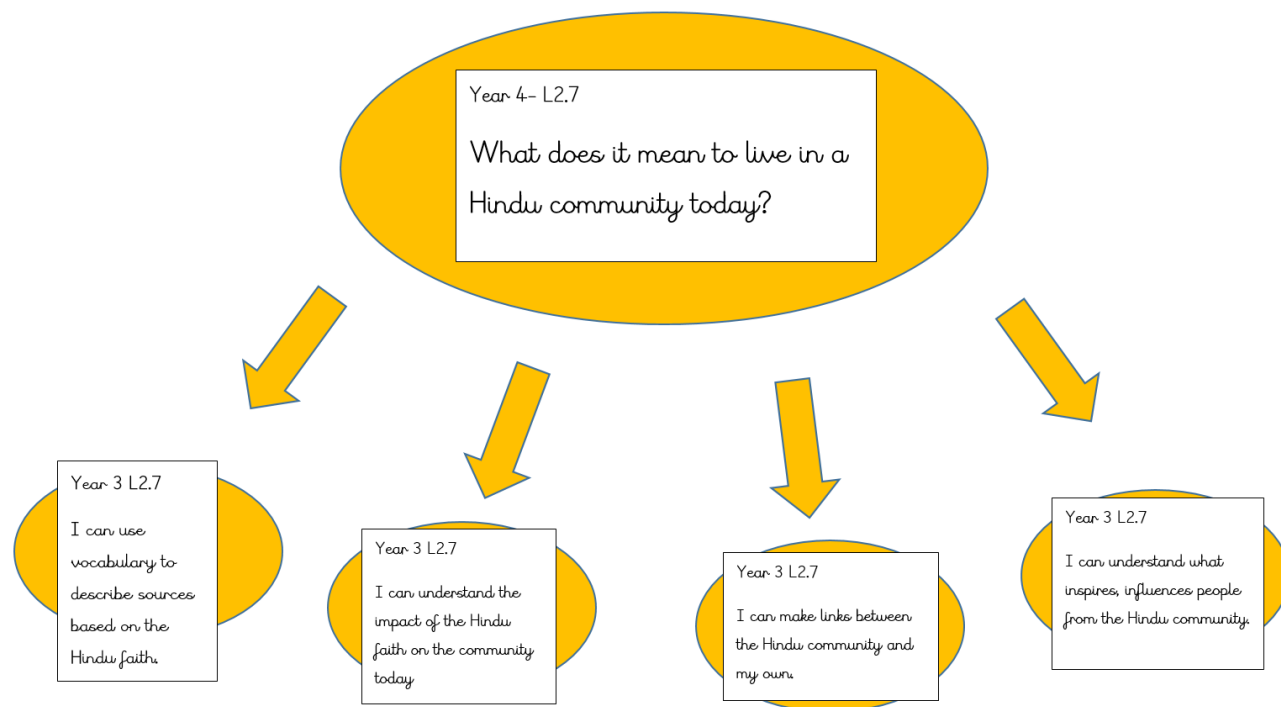 Year 4- L2.7
What does it mean to live in a
Hindu community today?
Year 3 L2.7
I can use
vocabulary to
describe sources
based on the
Hindu faith.
Year 3 L2.7
I can understand the
impact of the Hindu
faith on the community
today
Year 3 L2.7
I can make links between
the Hindu community and
my own.
Year 3 L2.7
I can understand what
inspires, influences people
from the Hindu community.